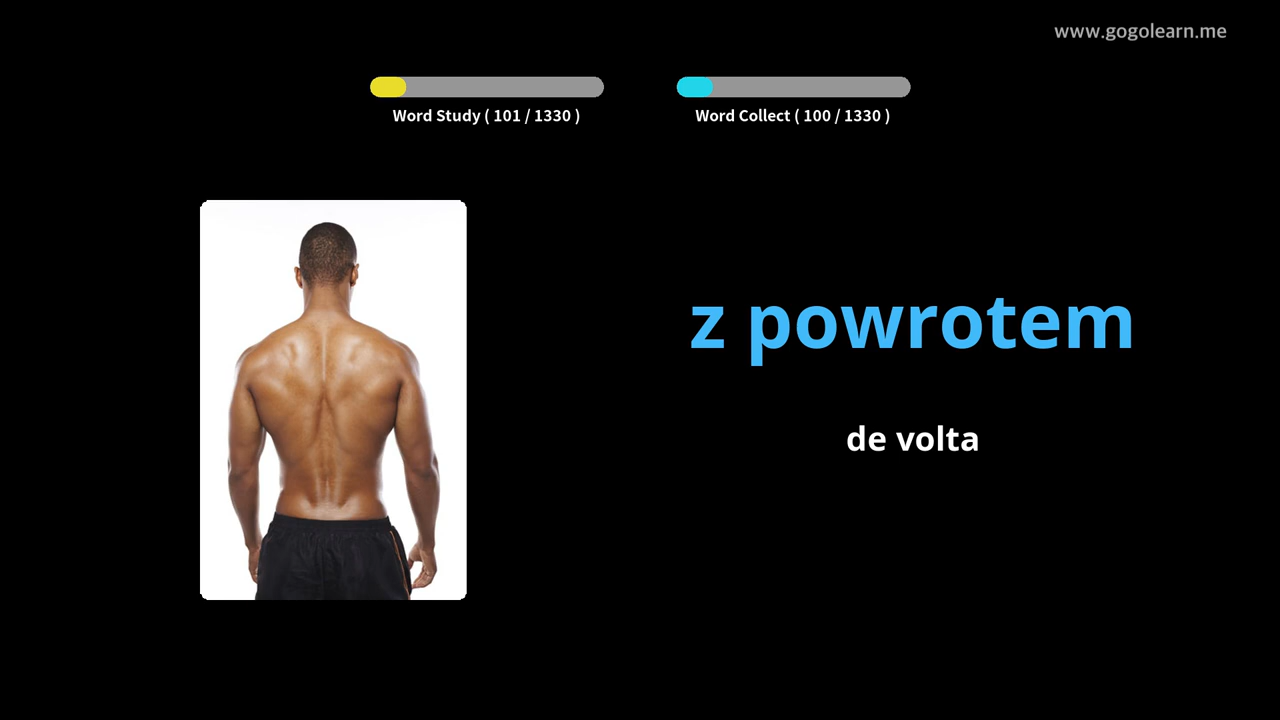 www.gogolearn.me
Word Study ( 101 / 1330 )
Word Collect ( 100 / 1330 )
z powrotem
de volta